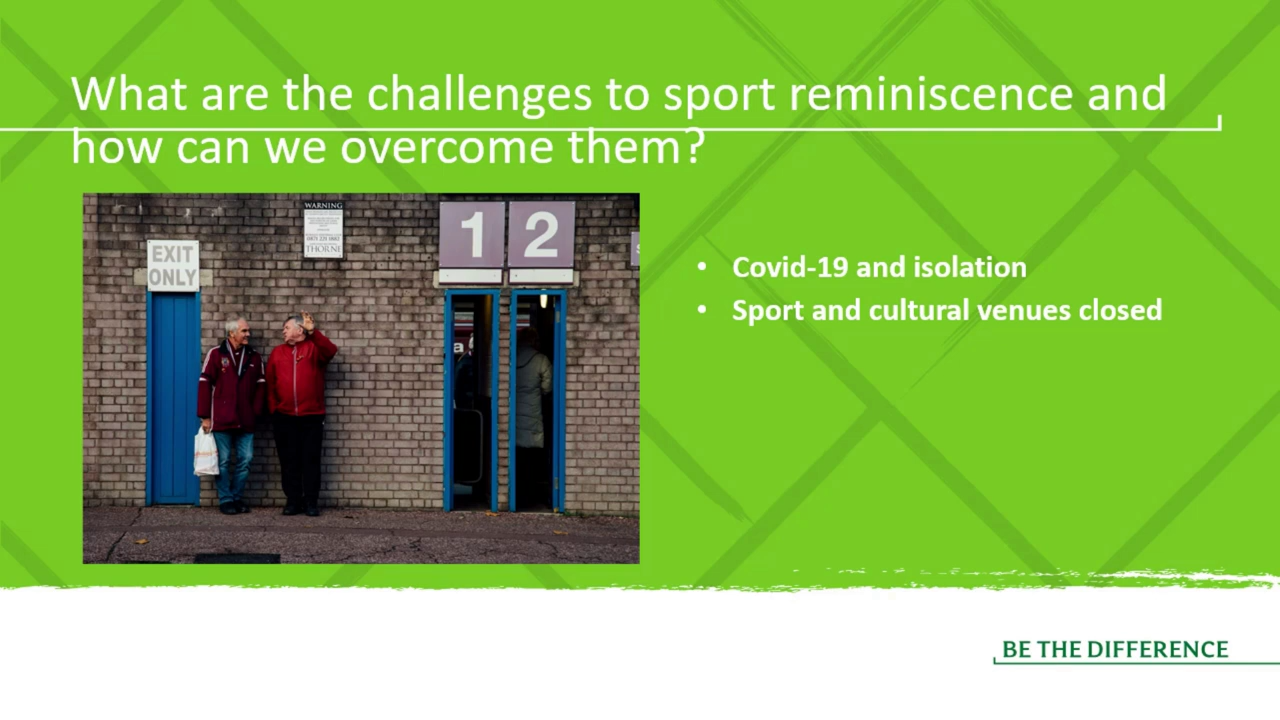 What are the challenges to sport reminiscence and
how can we overcome them?
WARNING
THORNE
EXIT
ONLY
1 2
• Covid-19 and isolation
• Sport and cultural venues closed
BE THE DIFFERENCE